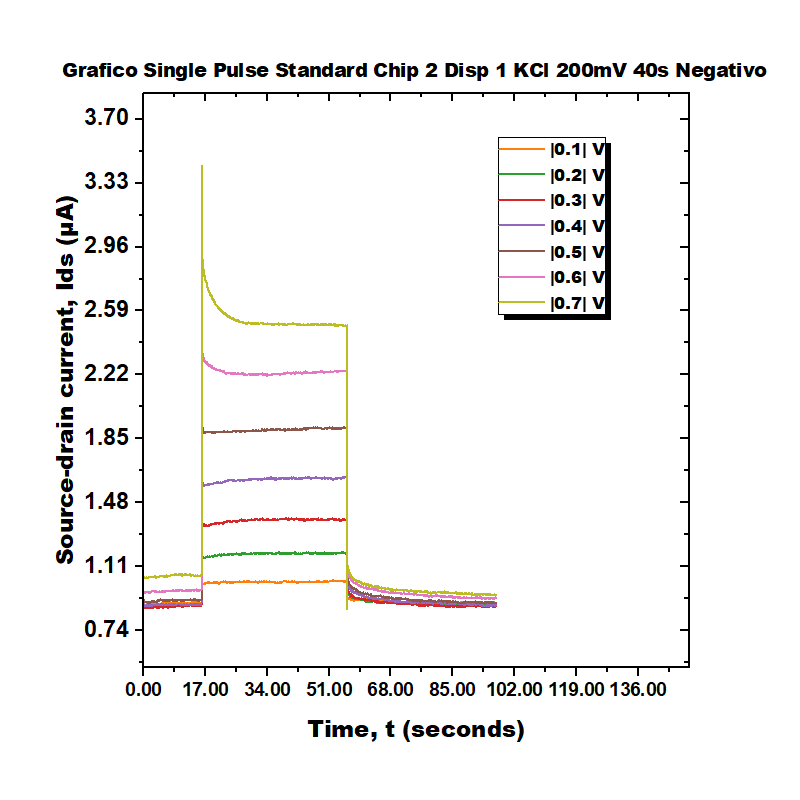 Grafico Single Pulse Standard Chip 2 Disp 1 KCl 200mV 40s Negativo
3.70
3.33
2.96
2.59
2.22
1.85
1.48
1.11
0.74
Source-drain current, Ids (µA)
|0.1| V
|0.2| V
|0.3| V
|0.4| V
|0.5| V
|0.6| V
|0.7| V
0.00 17.00 34.00 51.00 68.00 85.00 102.00 119.00 136.00
Time, t (seconds)